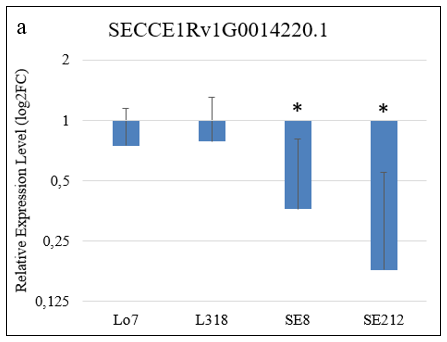 a
SECCE1Rv1G0014220.1
Relative Expression Level (log2FC)
2
1
0,5
0,25
0,125
* *
Lo7 L318 SE8 SE212